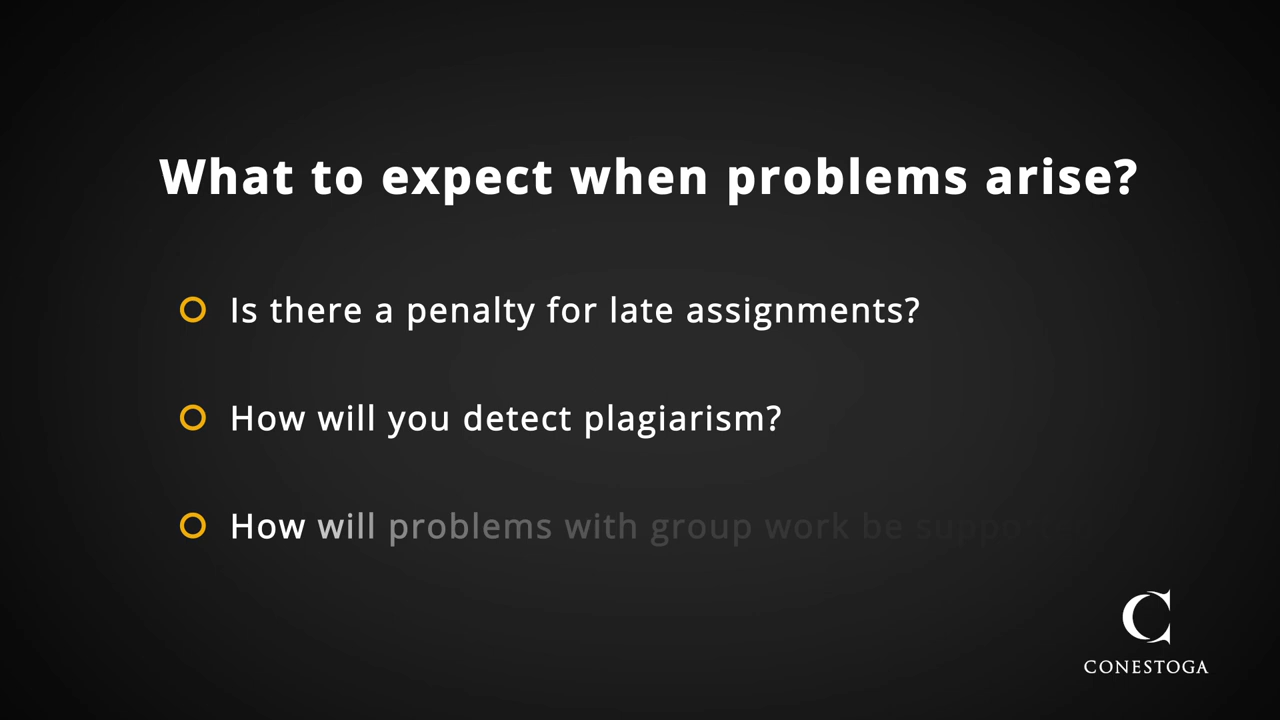 What to expect when problems arise?
Is there a penalty for late assignments?
How will you detect plagiarism?
How will problems with group work be supported
CONESTOGA